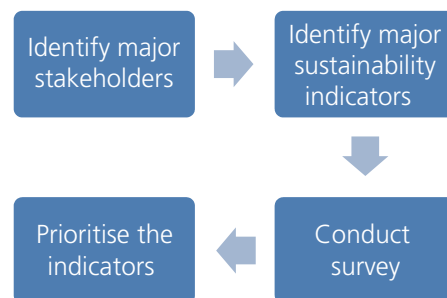 Identify major
stakeholders
Identify major
sustainability
indicators
Conduct
survey
Prioritise the
indicators